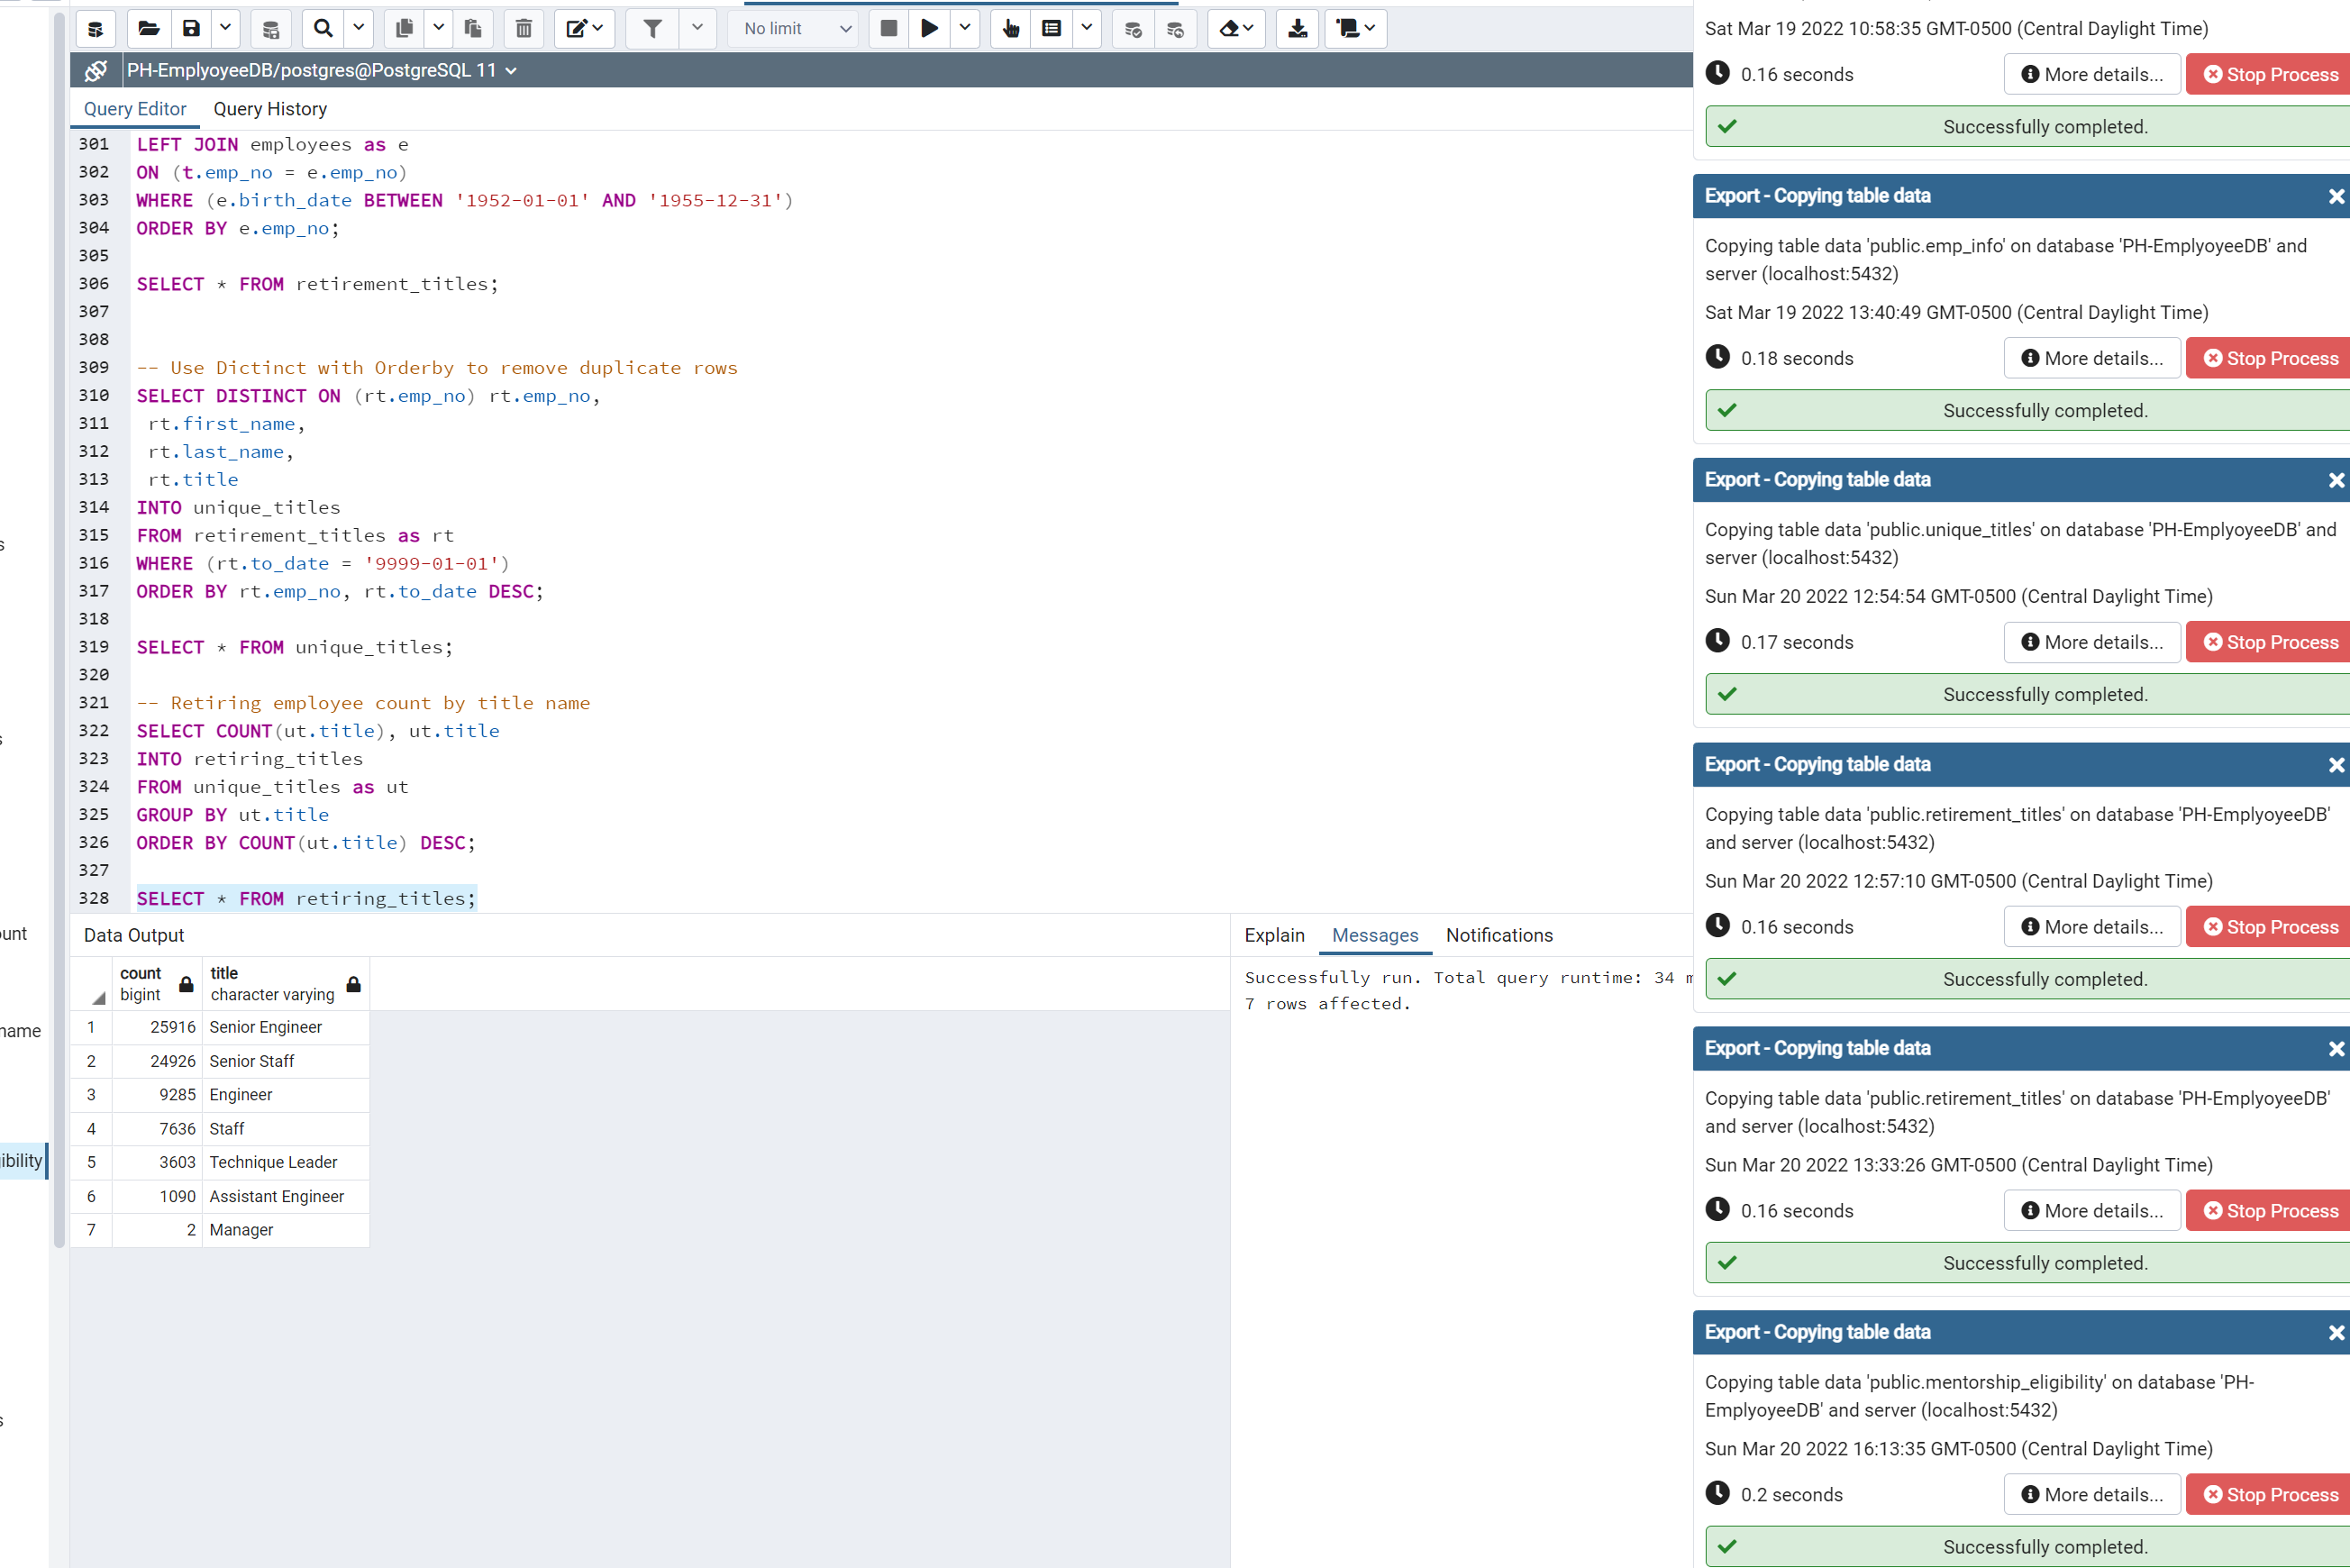 No limit
PH-EmplyoyeeDB/postgres@PostgreSQL 11
Query Editor Query History
301 LEFT JOIN employees as e
302 ON (t.emp_no = e.emp_no)
303 WHERE (e.birth_date BETWEEN '1952-01-01' AND '1955-12-31')
304 ORDER BY e.emp_no;
305
306 SELECT * FROM retirement_titles;
307
308
309 -- Use Dictinct with Orderby to remove duplicate rows
310 SELECT DISTINCT ON (rt.emp_no) rt.emp_no,
311 rt.first_name,
312 rt.last_name,
313 rt.title
314 INTO unique_titles
315 FROM retirement_titles as rt
316 WHERE (rt.to_date = '9999-01-01')
317 ORDER BY rt.emp_no, rt.to_date DESC;
318
319 SELECT * FROM unique_titles;
320
321 -- Retiring employee count by title name
322 SELECT COUNT(ut.title), ut.title
323 INTO retiring_titles
324 FROM unique_titles as ut
325 GROUP BY ut.title
326 ORDER BY COUNT(ut.title) DESC;
327
328 SELECT * FROM retiring_titles;
s
s
ount
name
ibility
s
Data Output
count title
bigint character varying
1 25916 Senior Engineer
2 24926 Senior Staff
3 9285 Engineer
4 7636 Staff
5 3603 Technique Leader
6 1090 Assistant Engineer
7 2 Manager
Explain Messages Notifications
Successfully run. Total query runtime: 34 m
7 rows affected.
Sat Mar 19 2022 10:58:35 GMT-0500 (Central Daylight Time)
0.16 seconds More details... Stop Process
Successfully completed.
Export - Copying table data
Copying table data 'public.emp_info' on database 'PH-EmplyoyeeDB' and
server (localhost:5432)
Sat Mar 19 2022 13:40:49 GMT-0500 (Central Daylight Time)
0.18 seconds More details... Stop Process
Successfully completed.
Export - Copying table data
Copying table data 'public.unique_titles' on database 'PH-EmplyoyeeDB' and
server (localhost:5432)
Sun Mar 20 2022 12:54:54 GMT-0500 (Central Daylight Time)
0.17 seconds More details... Stop Process
Successfully completed.
Export - Copying table data
Copying table data 'public.retirement_titles' on database 'PH-EmplyoyeeDB'
and server (localhost:5432)
Sun Mar 20 2022 12:57:10 GMT-0500 (Central Daylight Time)
0.16 seconds More details... Stop Process
Successfully completed.
Export - Copying table data
Copying table data 'public.retirement_titles' on database 'PH-EmplyoyeeDB'
and server (localhost:5432)
Sun Mar 20 2022 13:33:26 GMT-0500 (Central Daylight Time)
0.16 seconds More details... Stop Process
Successfully completed.
Export - Copying table data
Copying table data 'public.mentorship_eligibility' on database 'PH-
EmplyoyeeDB' and server (localhost:5432)
Sun Mar 20 2022 16:13:35 GMT-0500 (Central Daylight Time)
0.2 seconds More details... Stop Process
Successfully completed.